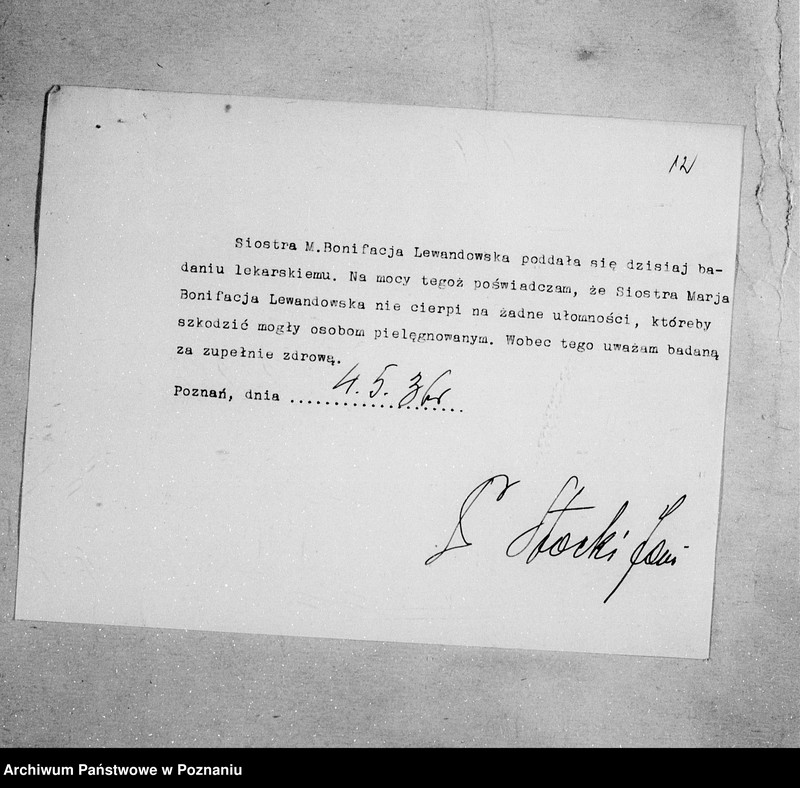 12
Siostra M.Bonifacja Lewandowska poddała się dzisiaj ba-
daniu lekarskiemu. Na mocy tegoż poświadczam, że Siostra Marja
Bonifacja Lewandowska nie cierpi na żadne ułomności, któreby
szkodzić mogły osobom pielęgnowanym. Wobec tego uważam badaną
za zupełnie zdrową.
Poznań, dnia 4.5.36r
Stocki
Archiwum Państwowe w Poznaniu